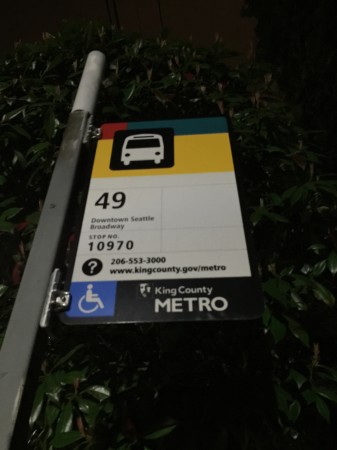 49
Downtown Seattle
Broadway
STOP NO.
10970
? 206-553-3000
www.kingcounty.gov/metro
King County
METRO